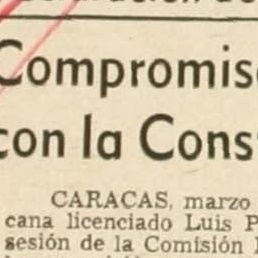 Compromis
con la Cons
CARACAS, marzo
cana licenciado Luis P
sesión de la Comisión